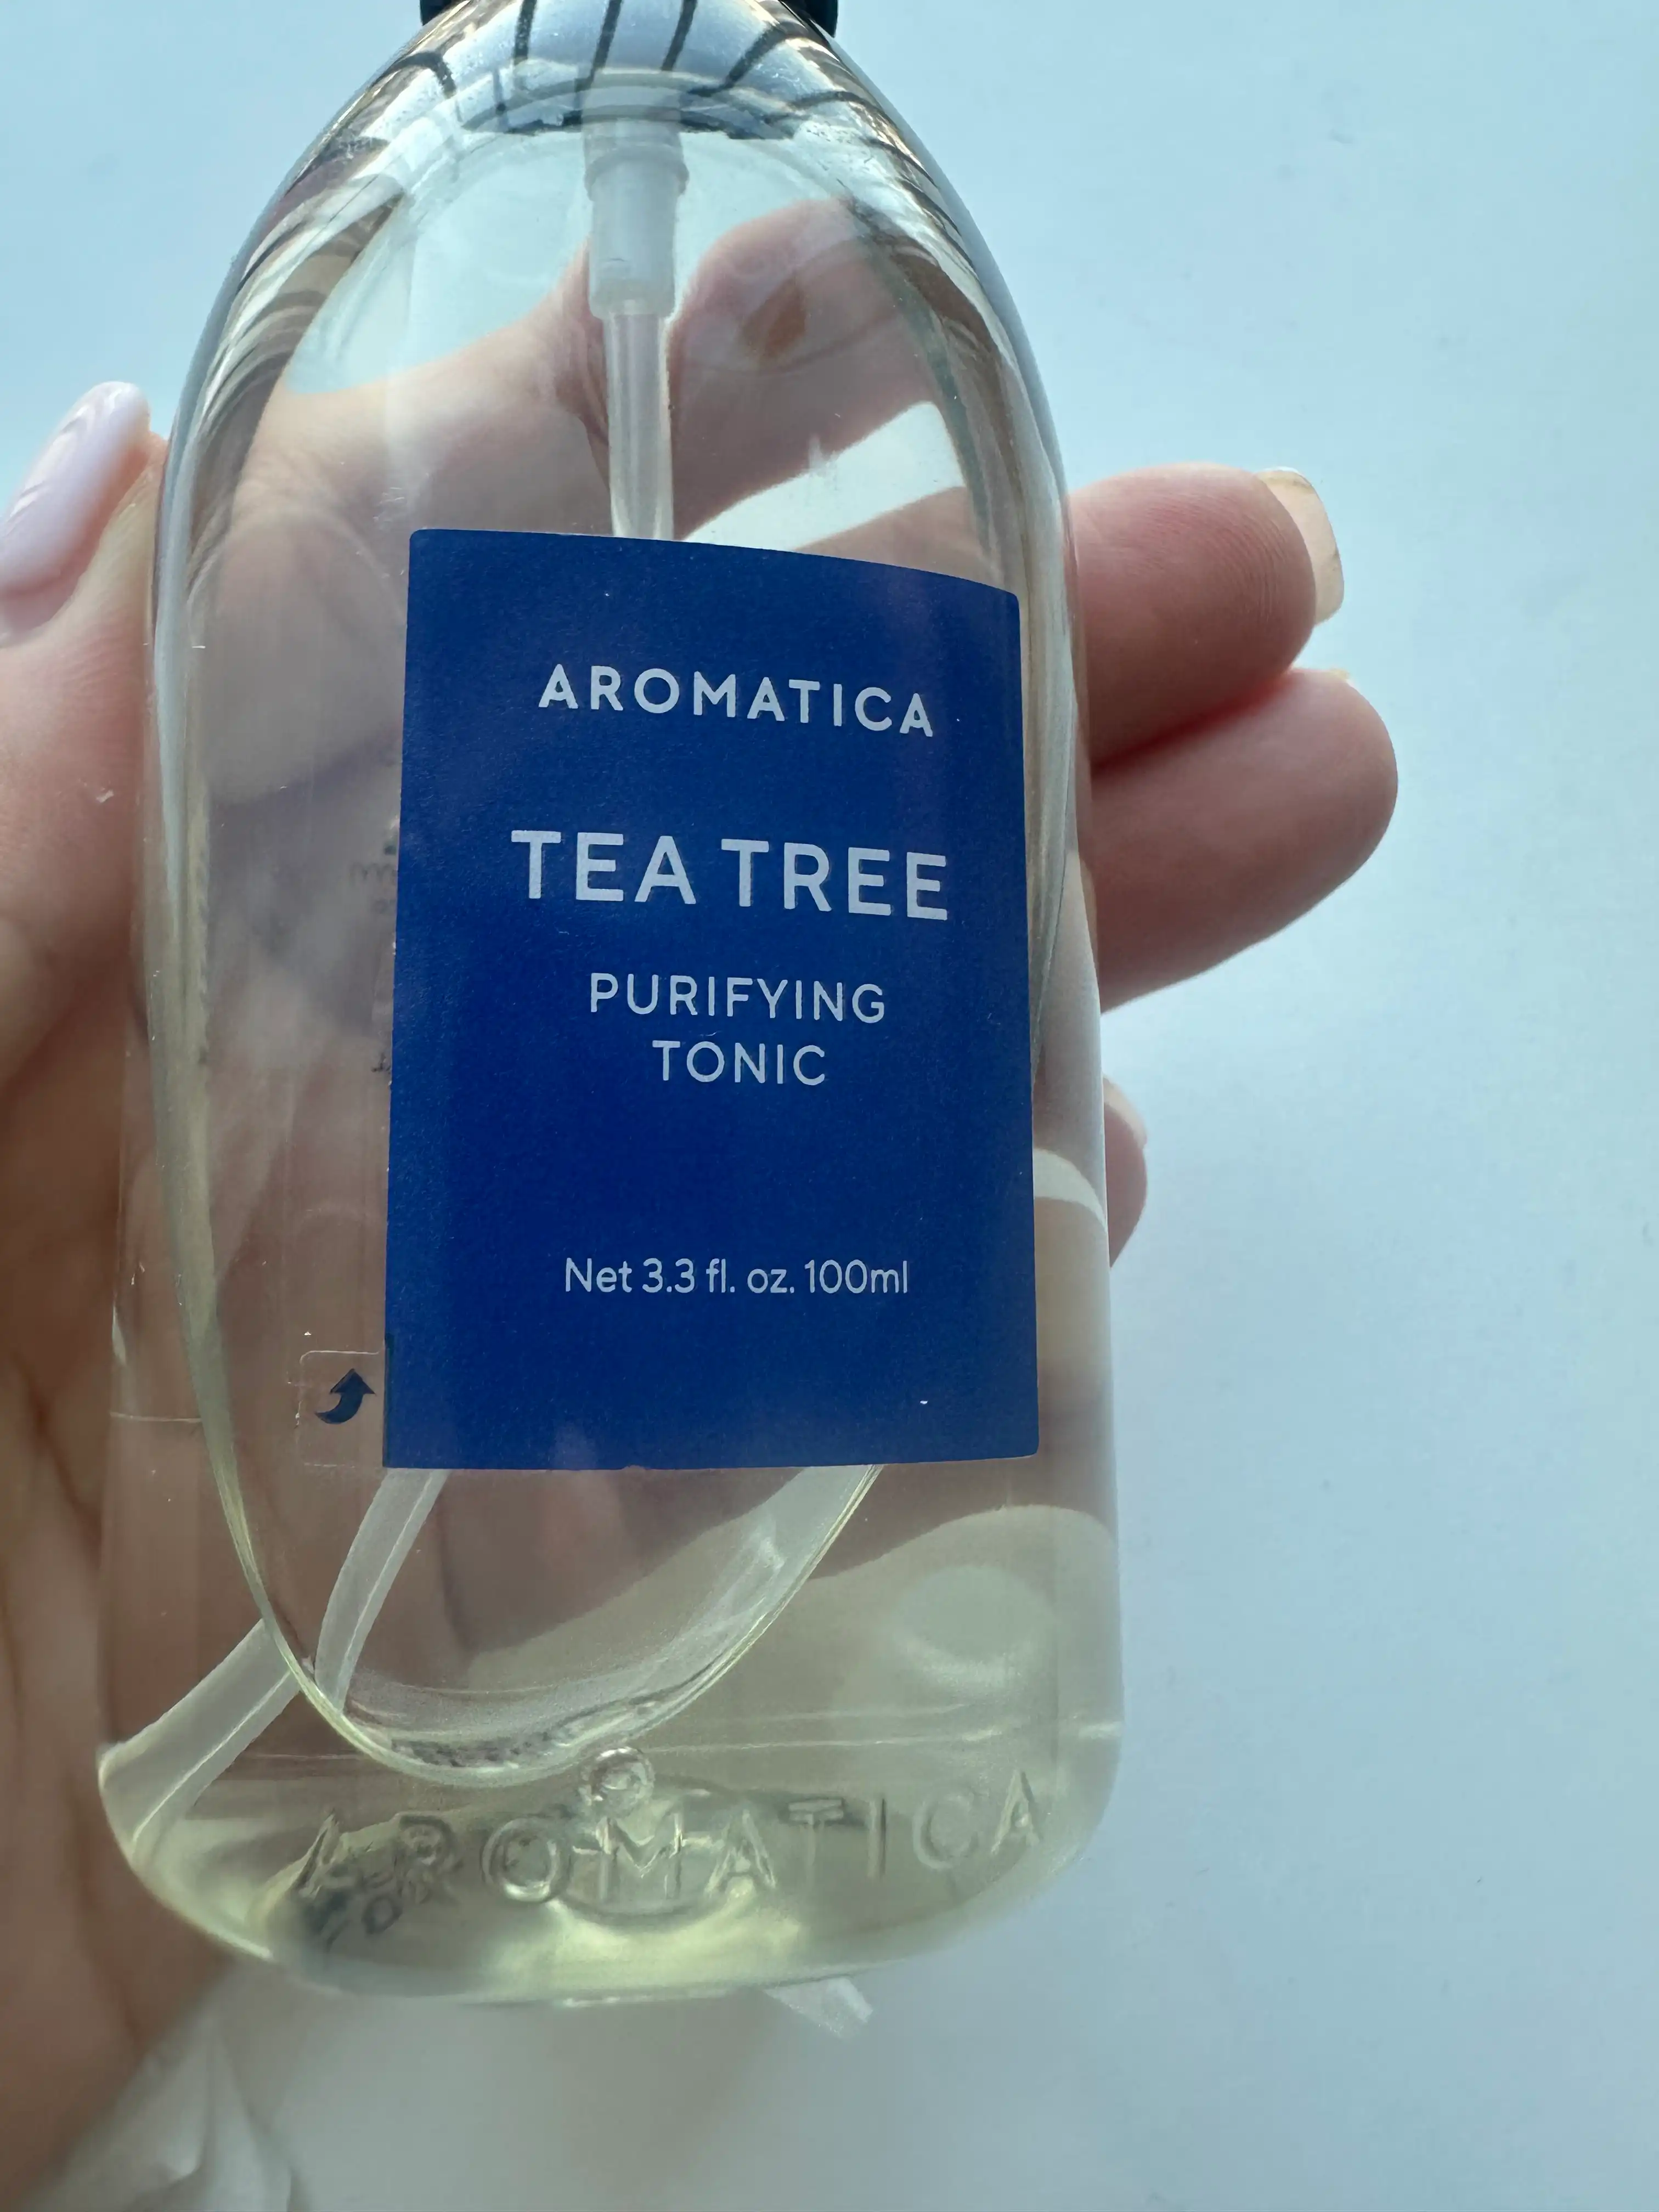 AROMATICA
TEA TREE
PURIFYING
TONIC
Net 3.3 fl. oz. 100ml
AROMATICA